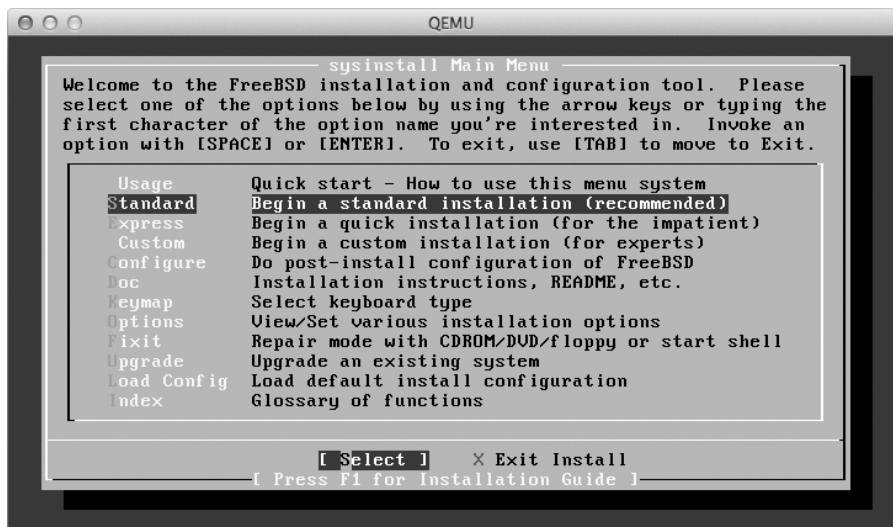 QEMU
sysinstall Main Menu
Welcome to the FreeBSD installation and configuration tool.  Please
select one of the options below by using the arrow keys or typing the
first character of the option name you're interested in.  Invoke an
option with [SPACE] or [ENTER].  To exit, use [TAB] to move to Exit.
Usage Quick start - How to use this menu system
Standard Begin a standard installation (recommended)
Express Begin a quick installation (for the impatient)
Custom Begin a custom installation (for experts)
Configure Do post-install configuration of FreeBSD
Doc Installation instructions, README, etc.
Keymap Select keyboard type
Options View/Set various installation options
Fixit Repair mode with CDROM/DVD/floppy or start shell
Upgrade Upgrade an existing system
Load Config Load default install configuration
Index Glossary of functions
[ Select ] X Exit Install
[ Press F1 for Installation Guide ]